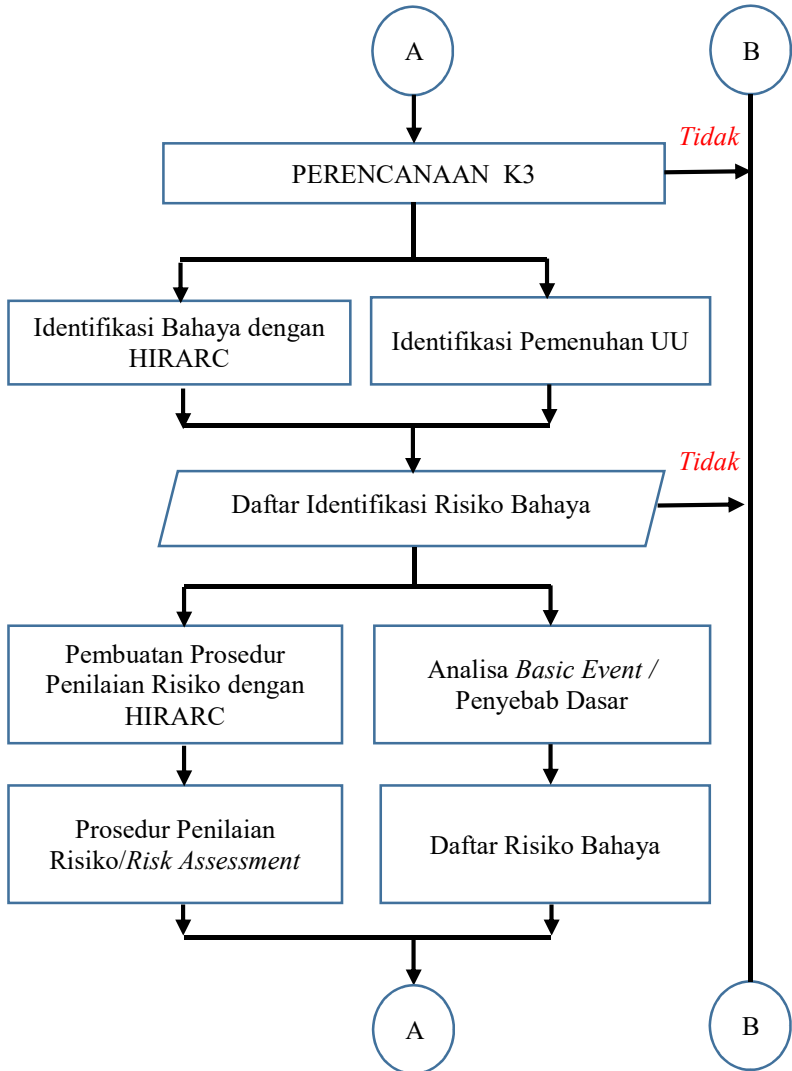 A
B
Tidak
PERENCANAAN K3
Identifikasi Bahaya dengan
HIRARC
Identifikasi Pemenuhan UU
Tidak
Daftar Identifikasi Risiko Bahaya
Pembuatan Prosedur
Penilaian Risiko dengan
HIRARC
Analisa Basic Event /
Penyebab Dasar
Prosedur Penilaian
Risiko/Risk Assessment
Daftar Risiko Bahaya
A
B